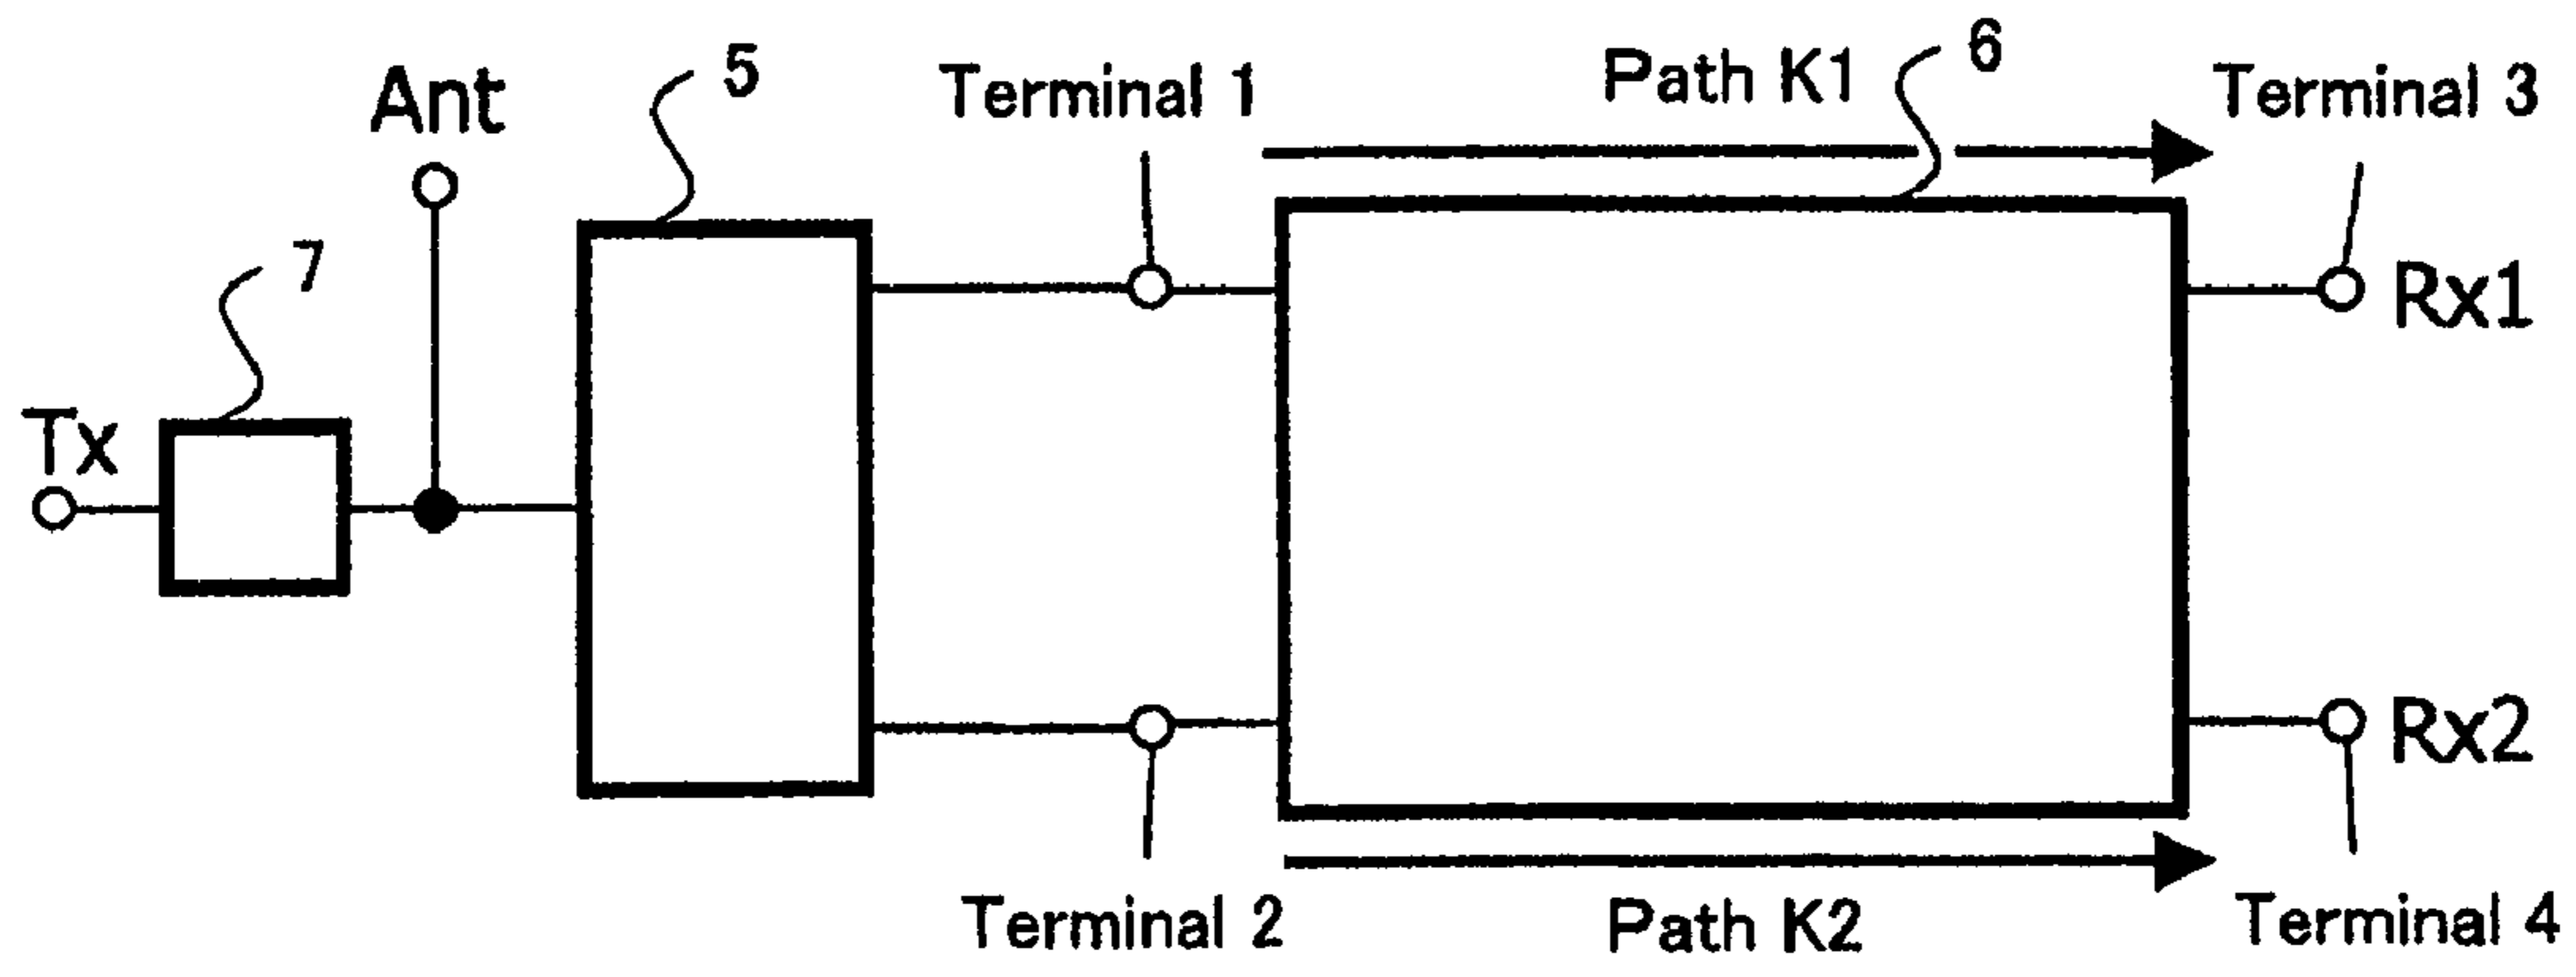 5
6
Path K1
Terminal 1
Terminal 3
Ant
7
Rx1
Tx
Rx2
Terminal 2
Path K2
Terminal 4